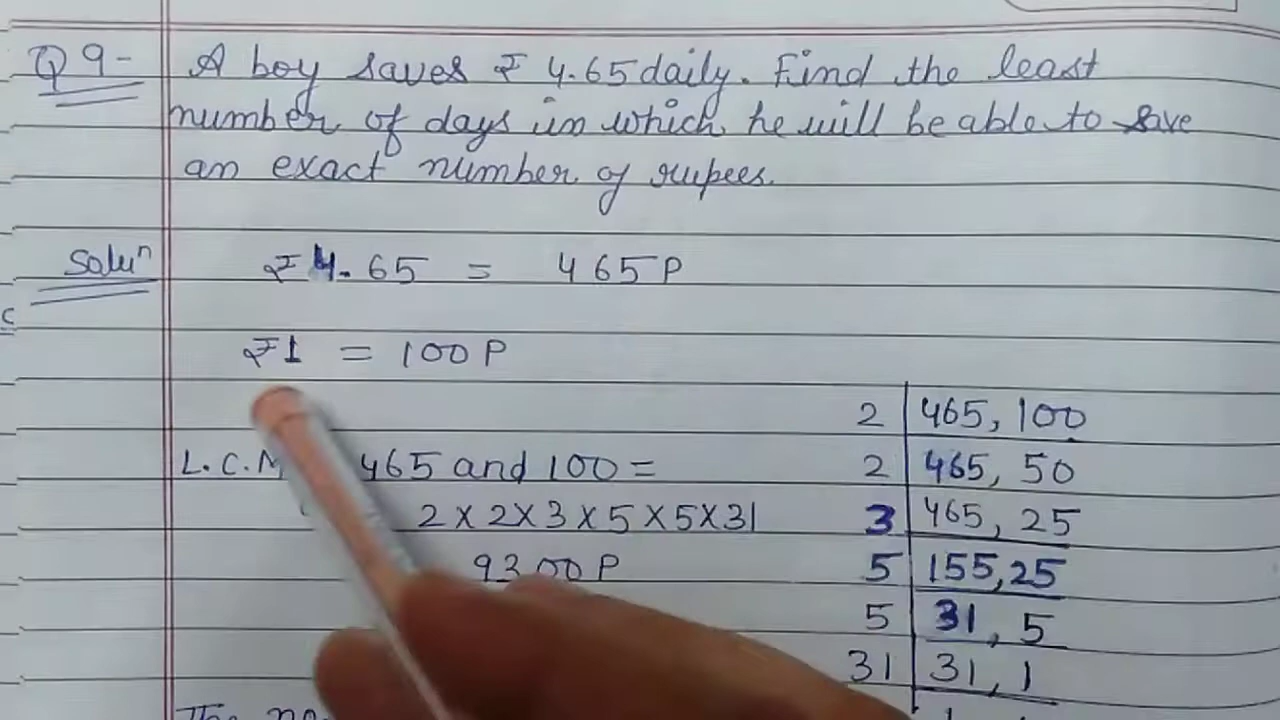 Q 9- A boy saves ₹ 4.65 daily. Find the least
number of days in which he will be able to save
an exact number of rupees.
Solun ₹ 4.65 = 465 P
₹1 = 100 P
2 | 465, 100
L.C.M 465 and 100 = 2 | 465, 50
2 X 2 X 3 X 5 X 5 X 31 3 | 465, 25
9300 P 5 | 155, 25
5 | 31, 5
31 | 31, 1
The